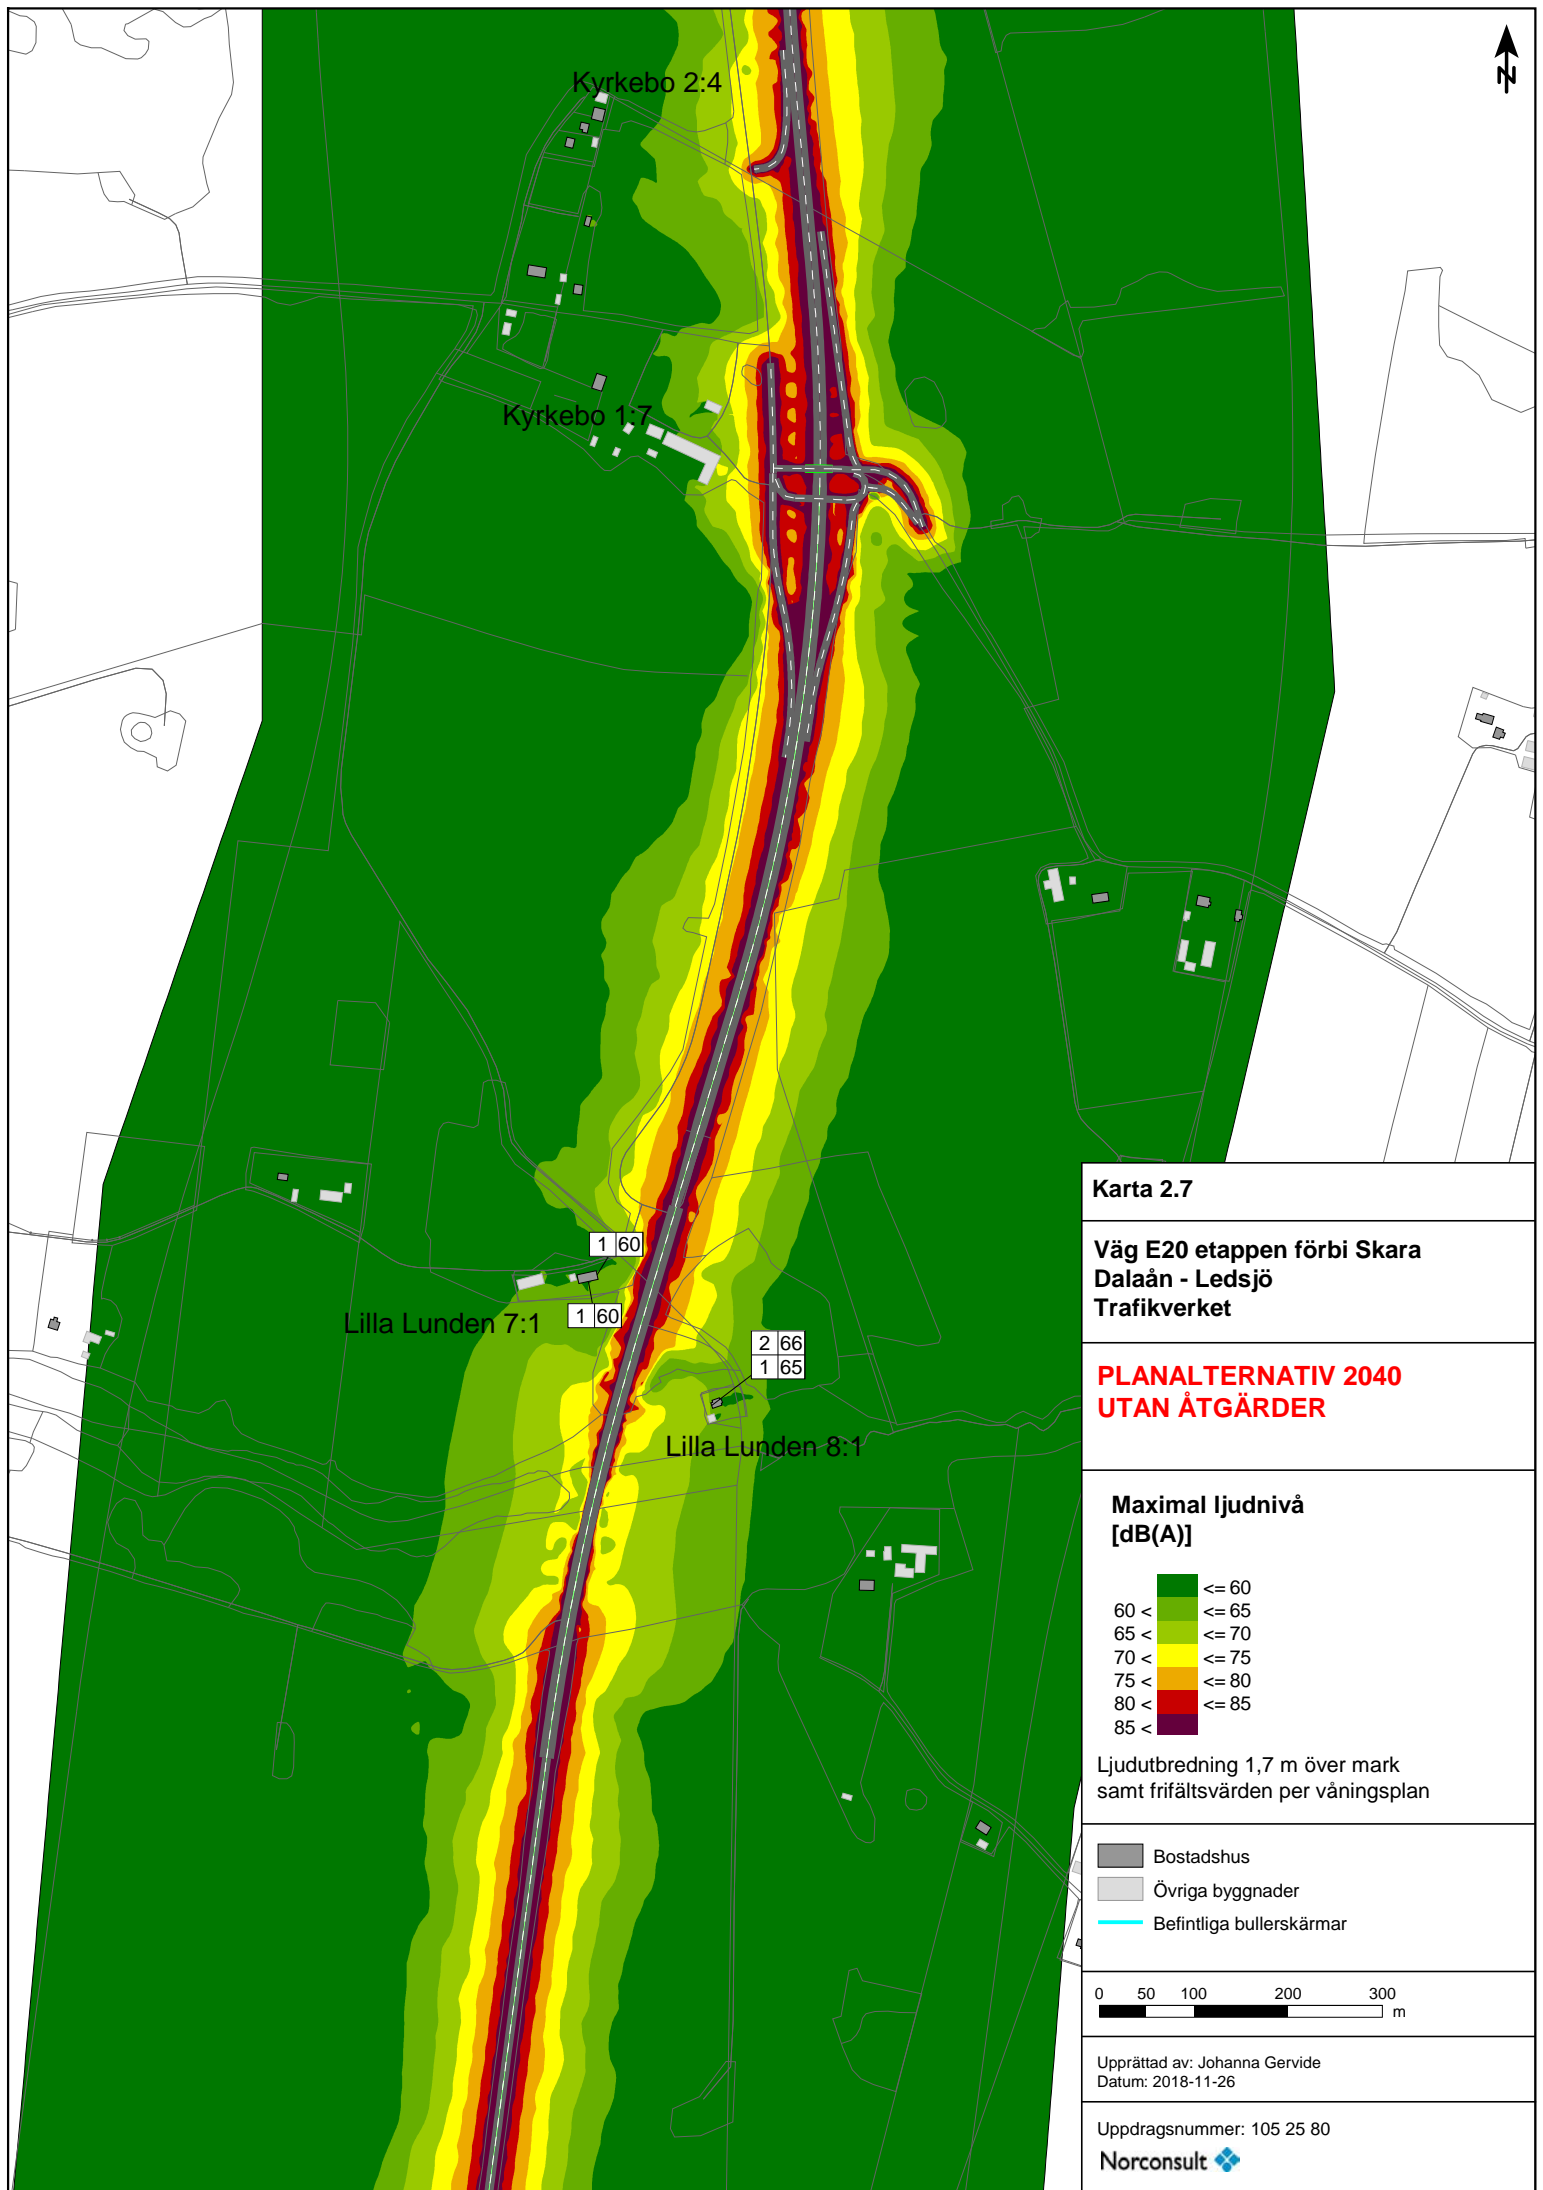 N
Kyrkebo 2:4
Kyrkebo 1:7
1 60
Lilla Lunden 7:1
1 60
2 66
1 65
Lilla Lunden 8:1
Karta 2.7
Väg E20 etappen förbi Skara
Dalaån - Ledsjö
Trafikverket
PLANALTERNATIV 2040
UTAN ÅTGÄRDER
Maximal ljudnivå
[dB(A)]
<= 60
60 < <= 65
65 < <= 70
70 < <= 75
75 < <= 80
80 < <= 85
85 <
Ljudutbredning 1,7 m över mark
samt frifältsvärden per våningsplan
Bostadshus
Övriga byggnader
Befintliga bullerskärmar
0 50 100 200 300
m
Upprättad av: Johanna Gervide
Datum: 2018-11-26
Uppdragsnummer: 105 25 80
Norconsult